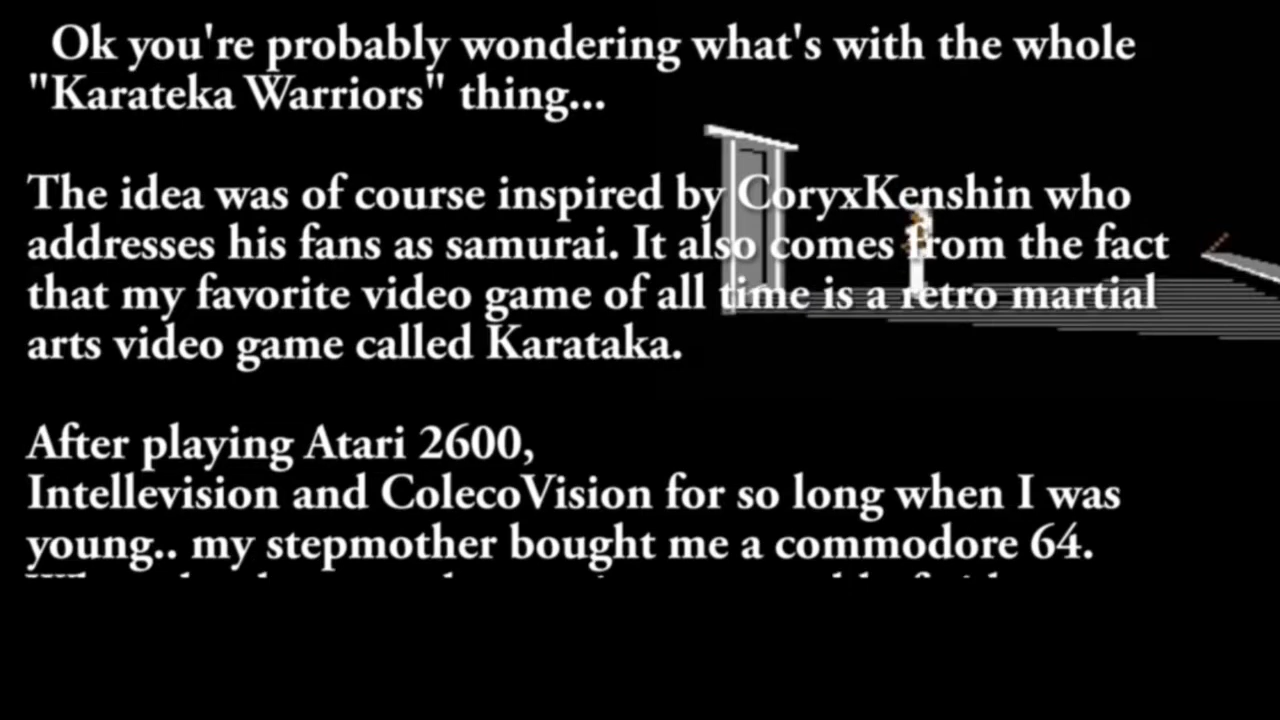 Ok you're probably wondering what's with the whole
"Karateka Warriors" thing...
The idea was of course inspired by CoryxKenshin who
addresses his fans as samurai. It also comes from the fact
that my favorite video game of all time is a retro martial
arts video game called Karataka.
After playing Atari 2600,
Intellevision and ColecoVision for so long when I was
young.. my stepmother bought me a commodore 64.